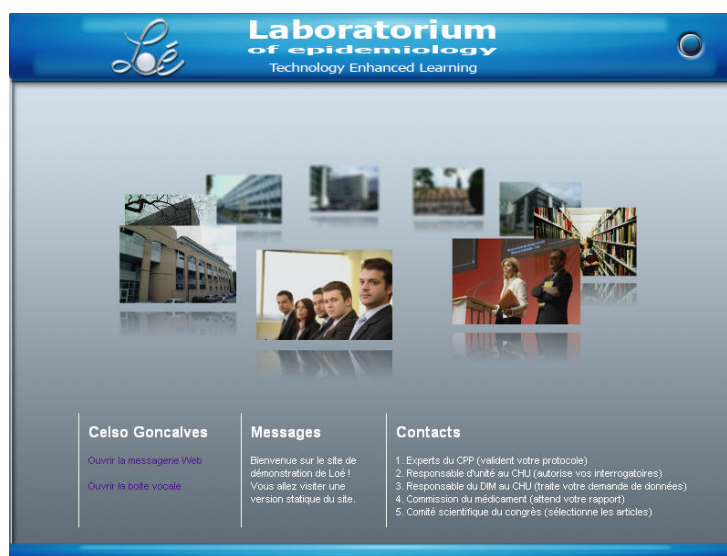 Loé
Laboratorium
of epidemiology
Technology Enhanced Learning
Celso Goncalves
Ouvrir la messagerie Web
Ouvrir la boite vocale
Messages
Bienvenue sur le site de
démonstration de Loé !
Vous allez visiter une
version statique du site.
Contacts
1. Experts du CPP (valident votre protocole)
2. Responsable d'unité au CHU (autorise vos interrogatoires)
3. Responsable du DIM au CHU (traite votre demande de données)
4. Commission du médicament (attend votre rapport)
5. Comité scientifique du congrès (sélectionne les articles)